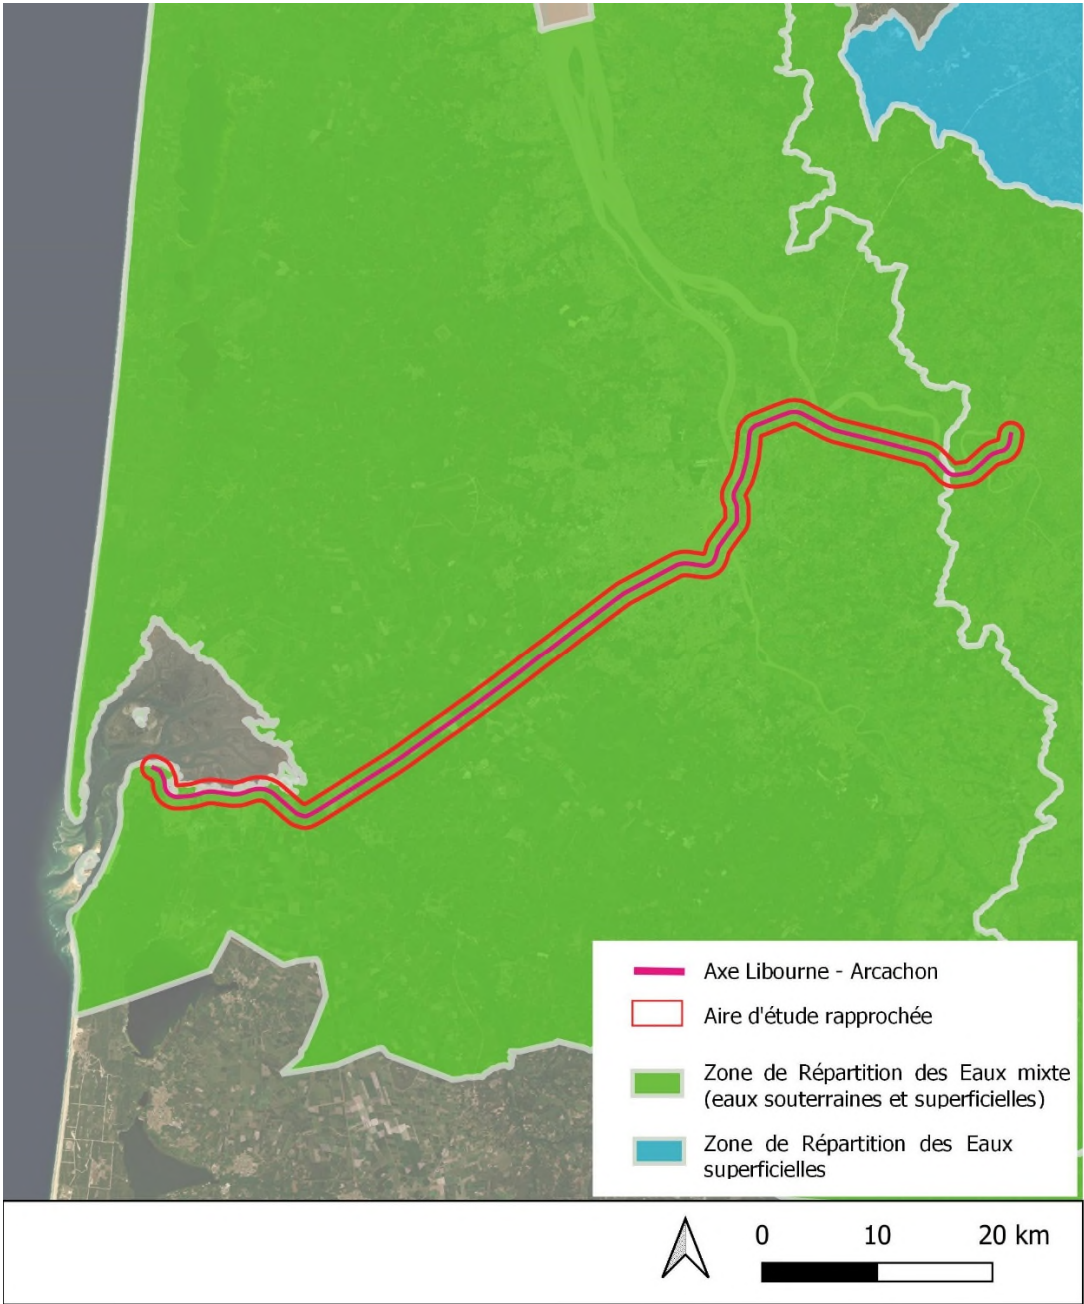 Axe Libourne - Arcachon
Aire d'étude rapprochée
Zone de Répartition des Eaux mixte
(eaux souterraines et superficielles)
Zone de Répartition des Eaux
superficielles
0 10 20 km